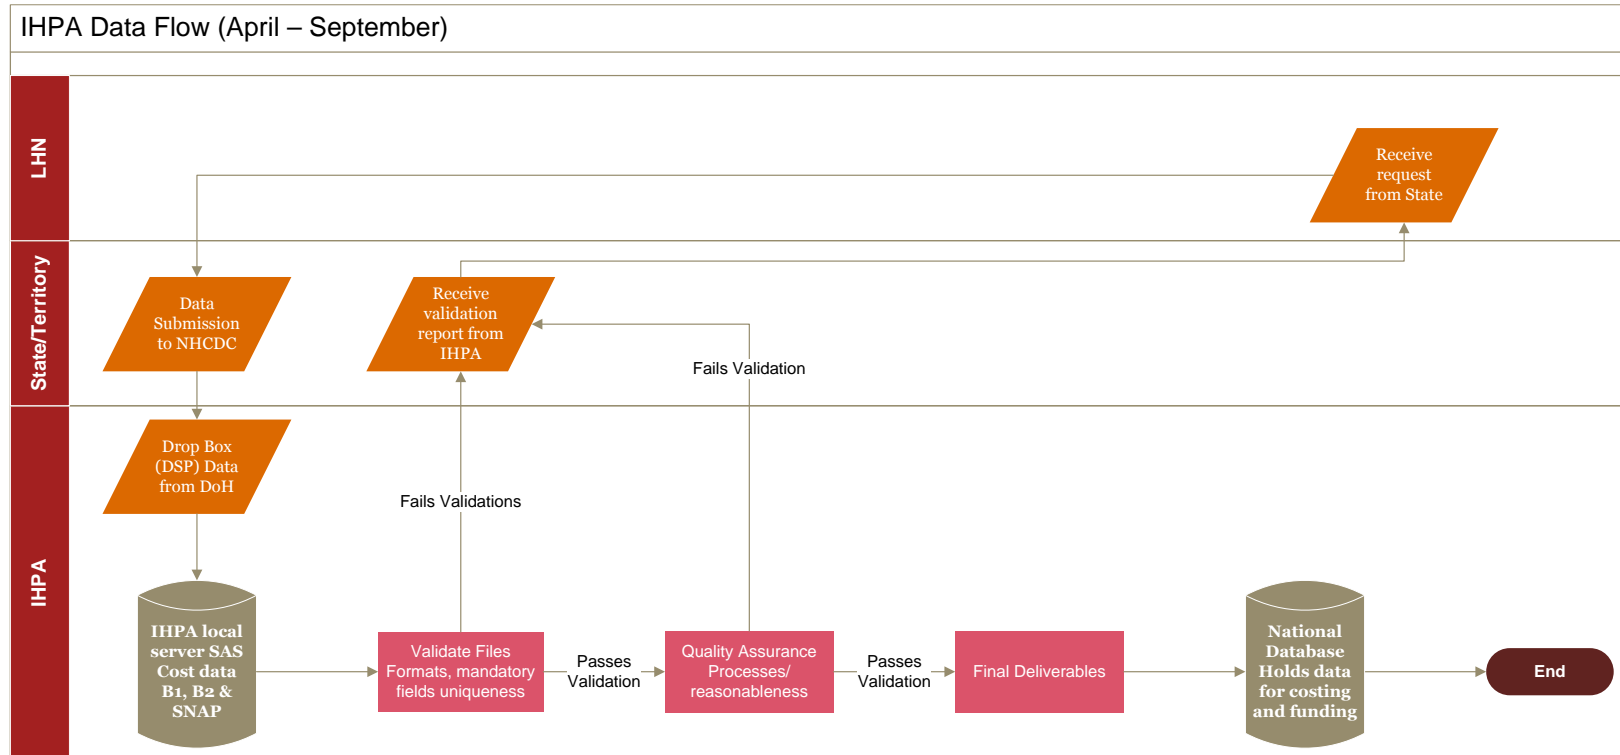 IHPA Data Flow (April – September)
LHN
Receive
request
from State
State/Territory
Data
Submission
to NHCDC
Receive
validation
report from
IHPA
Fails Validation
IHPA
Drop Box
(DSP) Data
from DoH
Fails Validations
IHPA local
server SAS
Cost data
B1, B2 &
SNAP
Validate Files
Formats, mandatory
fields uniqueness
Passes
Validation
Quality Assurance
Processes/
reasonableness
Passes
Validation
Final Deliverables
National
Database
Holds data
for costing
and funding
End